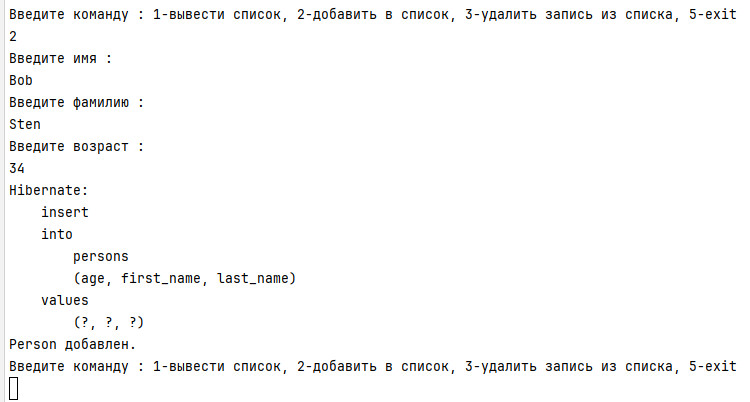 Введите команду : 1-вывести список, 2-добавить в список, 3-удалить запись из списка, 5-exit
2
Введите имя :
Bob
Введите фамилию :
Sten
Введите возраст :
34
Hibernate:
    insert
    into
        persons
        (age, first_name, last_name)
    values
        (?, ?, ?)
Person добавлен.
Введите команду : 1-вывести список, 2-добавить в список, 3-удалить запись из списка, 5-exit